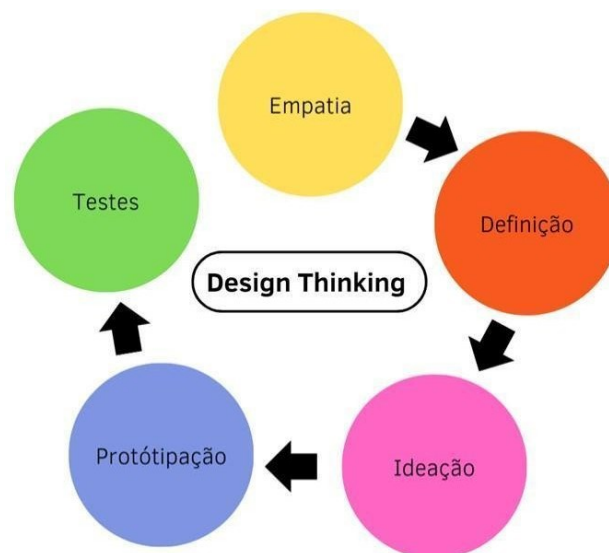 Empatia
Definição
Ideação
Protótipação
Testes
Design Thinking